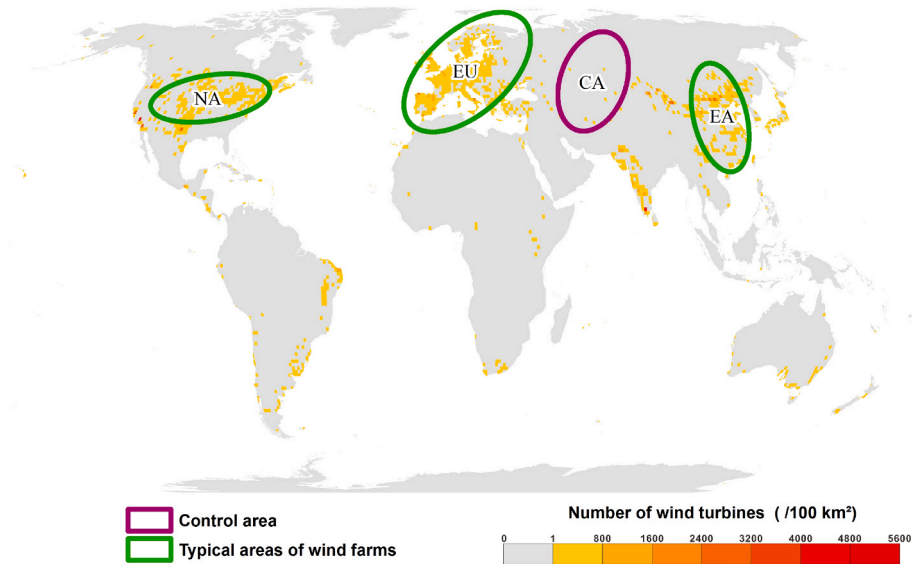 EU
NA
CA
EA
Control area
Typical areas of wind farms
Number of wind turbines ( /100 km²)
0 1 800 1600 2400 3200 4000 4800 5600